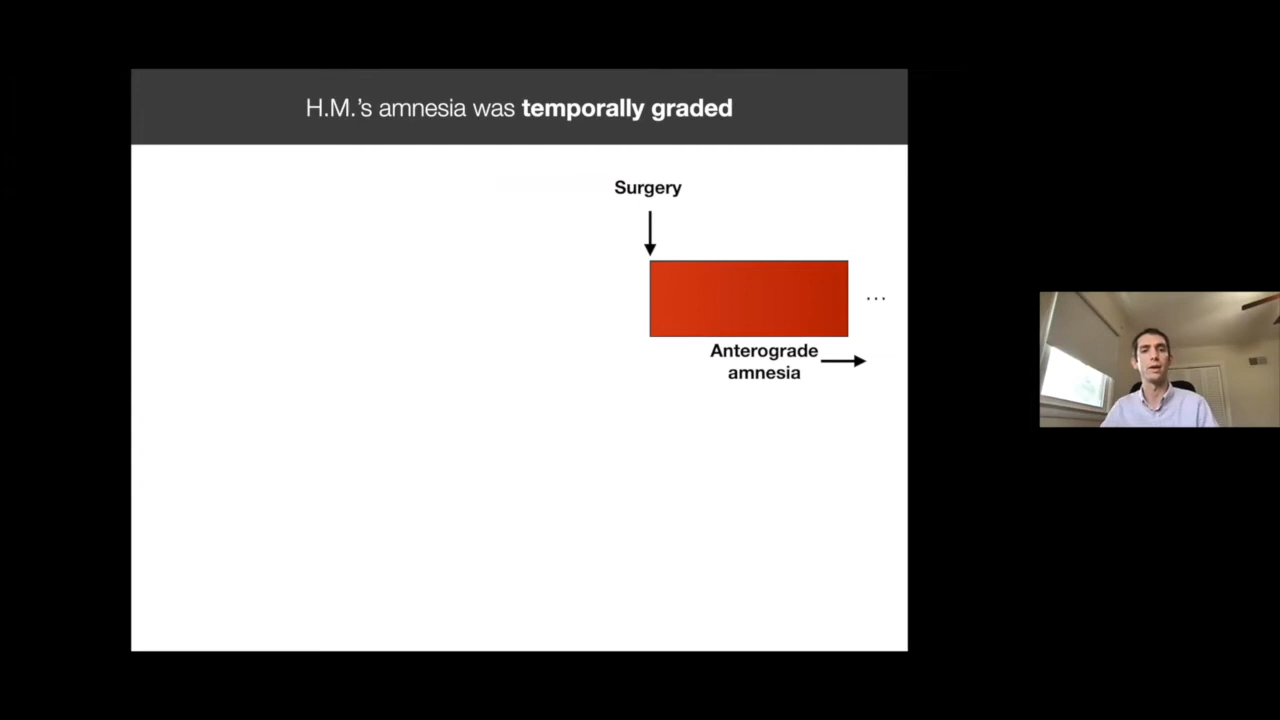 H.M.'s amnesia was temporally graded
Surgery
...
Anterograde
amnesia